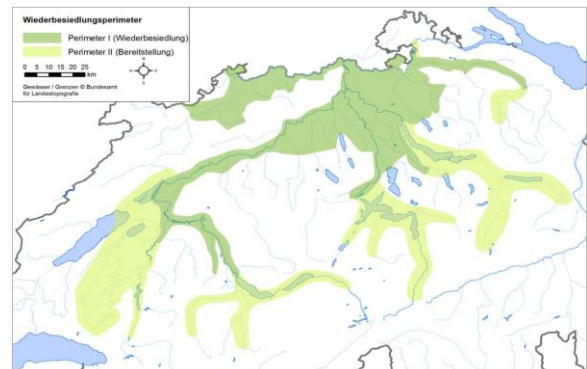 Wiederbesiedlungsperimeter
Perimeter I (Wiederbesiedlung)
Perimeter II (Bereitstellung)
0 5 10 15 20 25
km
Gewässer / Grenzen © Bundesamt
für Landestopografie